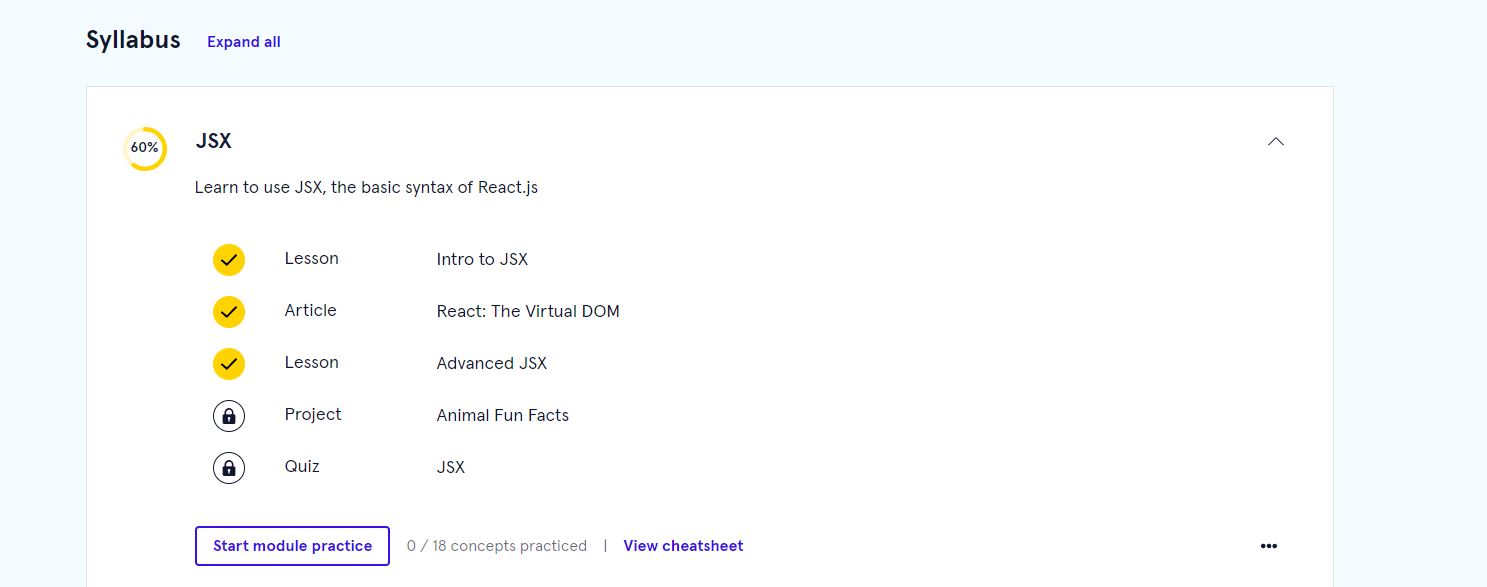 Syllabus Expand all
60% JSX
Learn to use JSX, the basic syntax of React.js
Lesson Intro to JSX
Article React: The Virtual DOM
Lesson Advanced JSX
Project Animal Fun Facts
Quiz JSX
Start module practice 0 / 18 concepts practiced | View cheatsheet